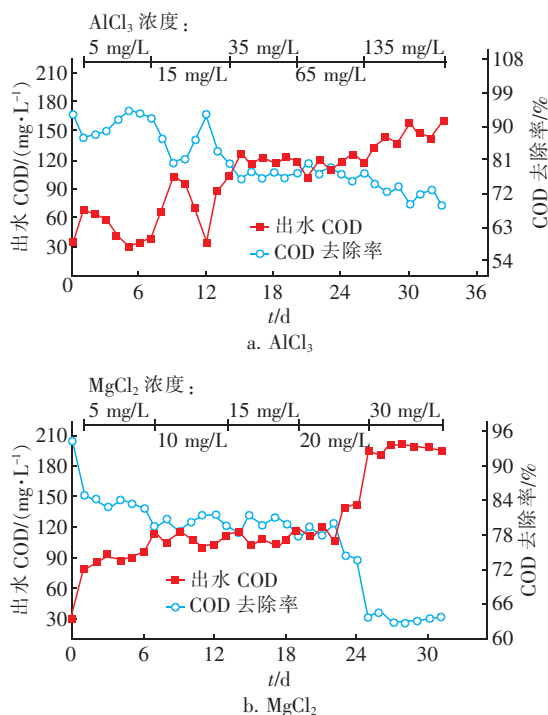 AlCl₃ 浓度：
5 mg/L 35 mg/L 135 mg/L
15 mg/L 65 mg/L
210
180
150
120
90
60
30
出水 COD/(mg·L⁻¹)
108
99
90
81
72
63
54
COD 去除率/%
出水 COD
COD 去除率
0 6 12 18 24 30 36
t/d
a. AlCl₃
MgCl₂ 浓度：
5 mg/L 15 mg/L 30 mg/L
10 mg/L 20 mg/L
210
180
150
120
90
60
30
出水 COD/(mg·L⁻¹)
96
90
84
78
72
66
60
COD 去除率/%
出水 COD
COD 去除率
0 6 12 18 24 30
t/d
b. MgCl₂